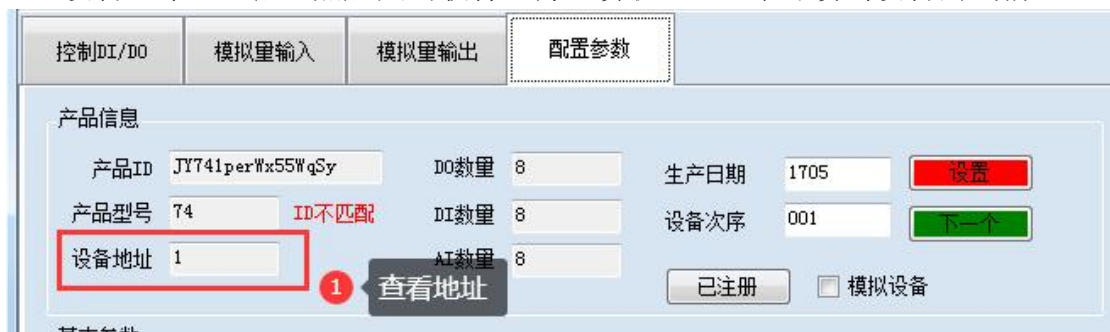 控制DI/DO 模拟量输入 模拟量输出 配置参数
产品信息
产品ID JY741perWx55WqSy DO数量 8 生产日期 1705 设置
产品型号 74 ID不匹配 DI数量 8 设备次序 001 下一个
设备地址 1 AI数量 8
1 查看地址 已注册 模拟设备